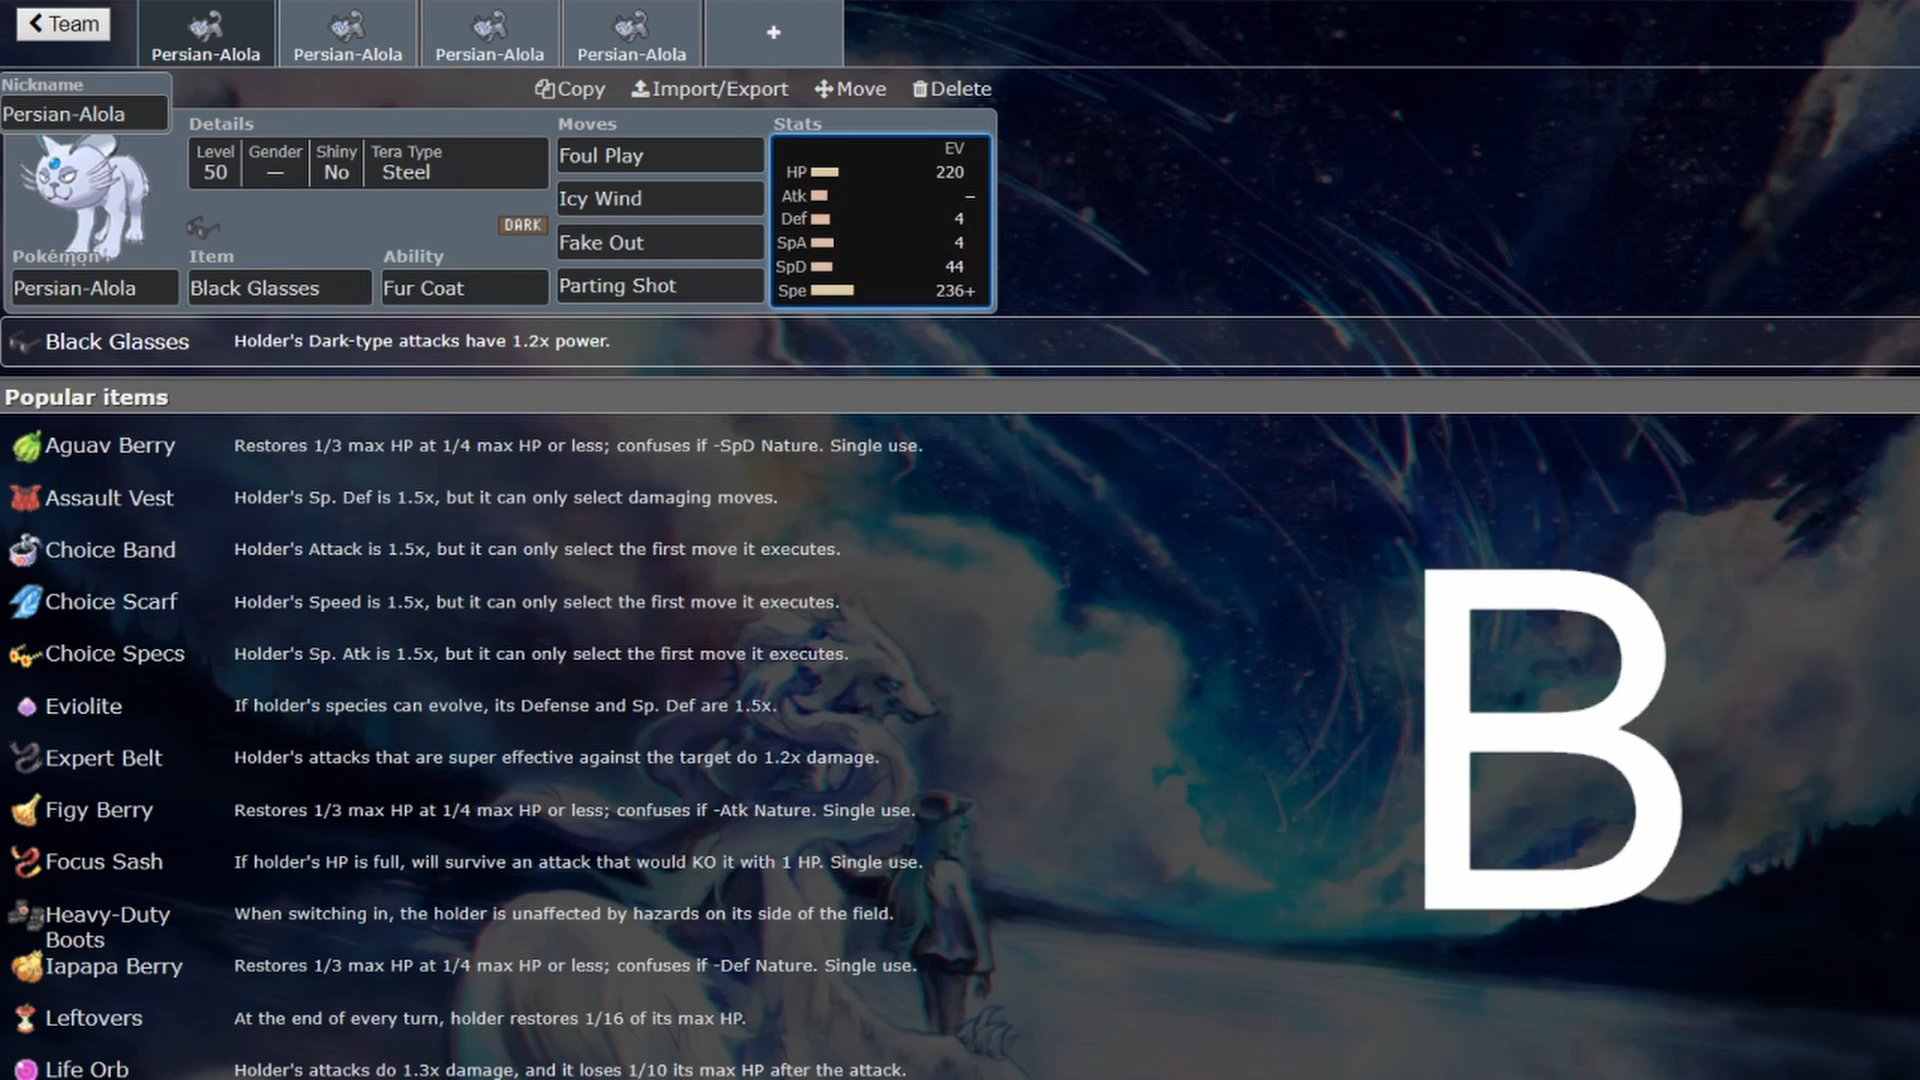 Team
Persian-Alola
Persian-Alola
Persian-Alola
Persian-Alola
+
Nickname
Persian-Alola
Copy
Import/Export
Move
Delete
Details
Level
50
Gender
—
Shiny
No
Tera Type
Steel
DARK
Pokémon
Persian-Alola
Item
Black Glasses
Ability
Fur Coat
Moves
Foul Play
Icy Wind
Fake Out
Parting Shot
Stats
EV
HP 220
Atk –
Def 4
SpA 4
SpD 44
Spe 236+
Black Glasses Holder's Dark-type attacks have 1.2x power.
Popular items
Aguav Berry Restores 1/3 max HP at 1/4 max HP or less; confuses if -SpD Nature. Single use.
Assault Vest Holder's Sp. Def is 1.5x, but it can only select damaging moves.
Choice Band Holder's Attack is 1.5x, but it can only select the first move it executes.
Choice Scarf Holder's Speed is 1.5x, but it can only select the first move it executes.
Choice Specs Holder's Sp. Atk is 1.5x, but it can only select the first move it executes.
Eviolite If holder's species can evolve, its Defense and Sp. Def are 1.5x.
Expert Belt Holder's attacks that are super effective against the target do 1.2x damage.
Figy Berry Restores 1/3 max HP at 1/4 max HP or less; confuses if -Atk Nature. Single use.
Focus Sash If holder's HP is full, will survive an attack that would KO it with 1 HP. Single use.
Heavy-Duty Boots When switching in, the holder is unaffected by hazards on its side of the field.
Iapapa Berry Restores 1/3 max HP at 1/4 max HP or less; confuses if -Def Nature. Single use.
Leftovers At the end of every turn, holder restores 1/16 of its max HP.
Life Orb Holder's attacks do 1.3x damage, and it loses 1/10 its max HP after the attack.
B